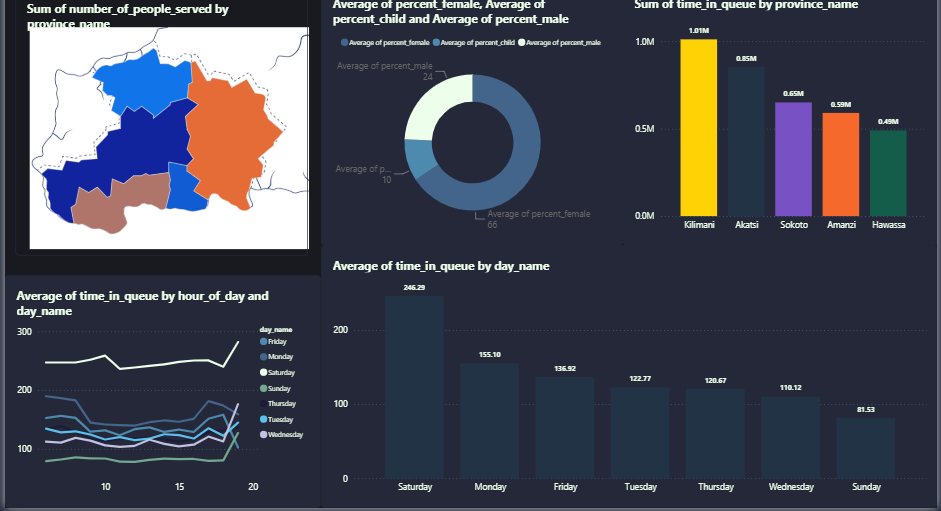 Sum of number_of_people_served by
province_name
Average of percent_female, Average of
percent_child and Average of percent_male
Average of percent_female
Average of percent_child
Average of percent_male
Average of percent_male
24
Average of p...
10
Average of percent_female
66
Sum of time_in_queue by province_name
1.0M
0.5M
0.0M
1.01M
0.85M
0.65M
0.59M
0.49M
Kilimani
Akatsi
Sokoto
Amanzi
Hawassa
Average of time_in_queue by hour_of_day and
day_name
300
200
100
10
15
20
day_name
Friday
Monday
Saturday
Sunday
Thursday
Tuesday
Wednesday
Average of time_in_queue by day_name
200
100
0
246.29
155.10
136.92
122.77
120.67
110.12
81.53
Saturday
Monday
Friday
Tuesday
Thursday
Wednesday
Sunday